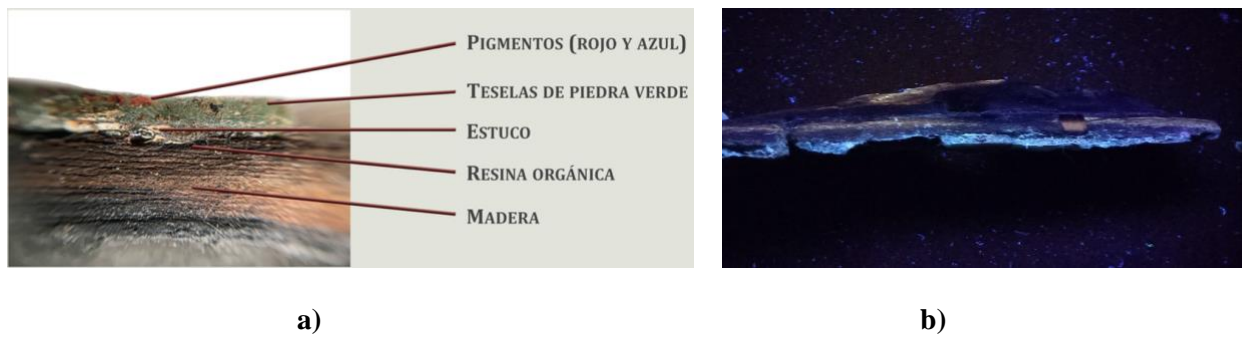 PIGMENTOS (ROJO Y AZUL)
TESELAS DE PIEDRA VERDE
ESTUCO
RESINA ORGÁNICA
MADERA
a)
b)